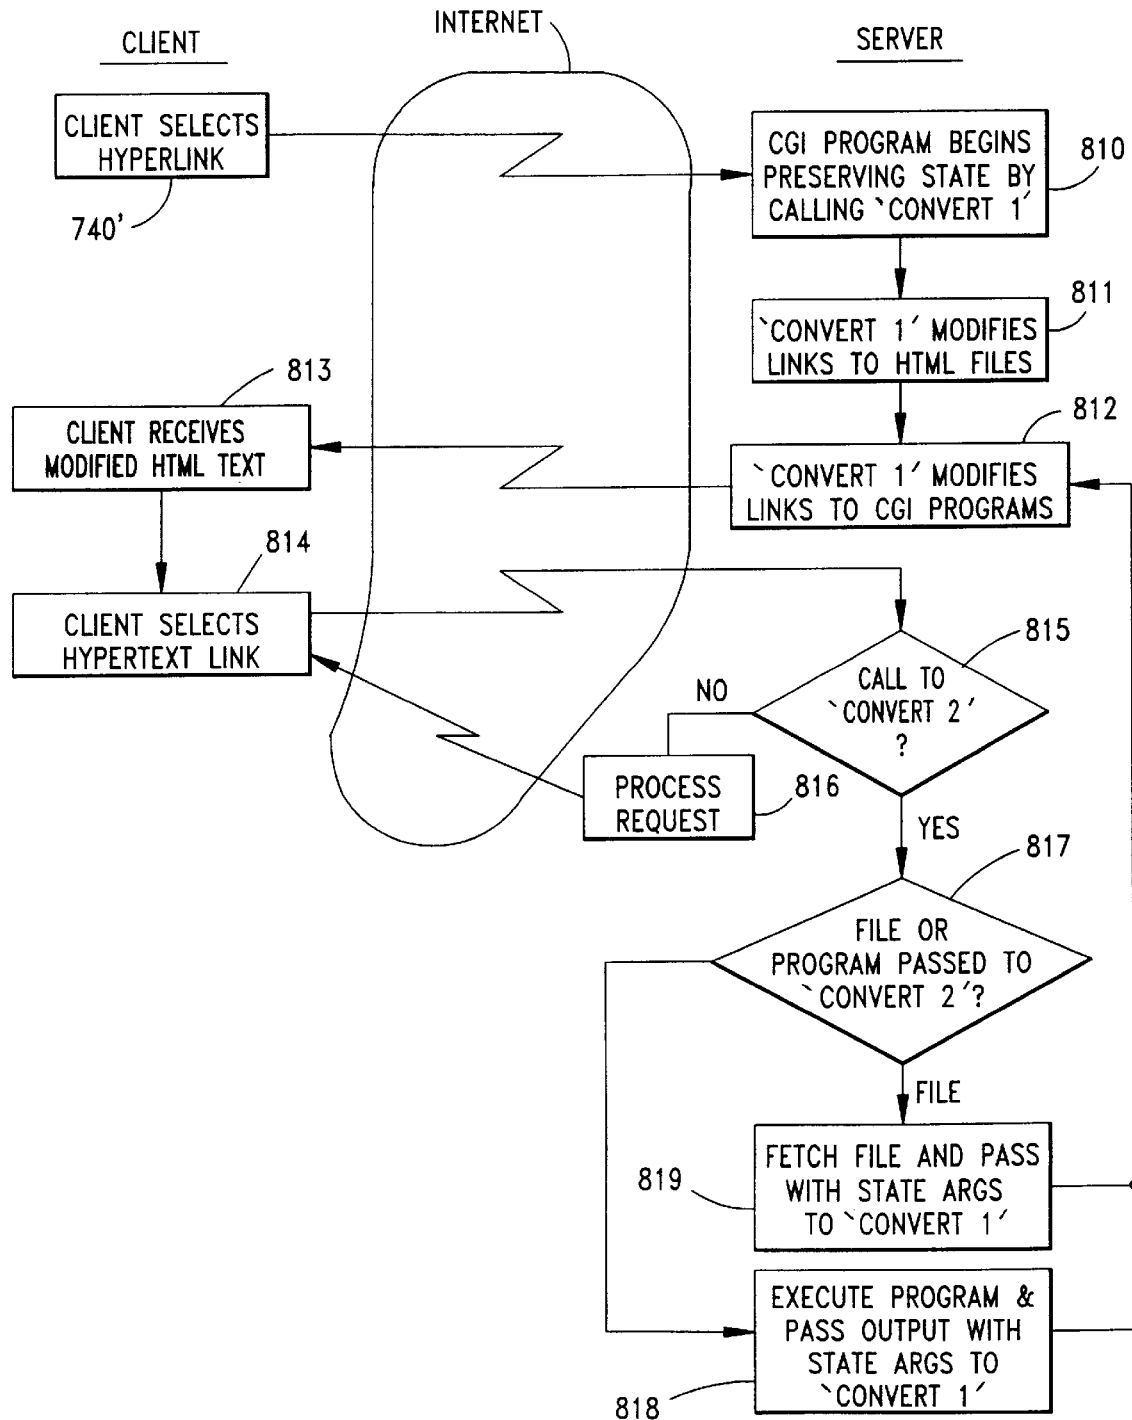 INTERNET
CLIENT
SERVER
CLIENT SELECTS
HYPERLINK
740'
CGI PROGRAM BEGINS
PRESERVING STATE BY
CALLING `CONVERT 1'
810
`CONVERT 1' MODIFIES
LINKS TO HTML FILES
811
813
CLIENT RECEIVES
MODIFIED HTML TEXT
812
`CONVERT 1' MODIFIES
LINKS TO CGI PROGRAMS
814
CLIENT SELECTS
HYPERTEXT LINK
815
CALL TO
`CONVERT 2'
?
NO
PROCESS
REQUEST
816
YES
817
FILE OR
PROGRAM PASSED TO
`CONVERT 2'?
FILE
FETCH FILE AND PASS
WITH STATE ARGS
TO `CONVERT 1'
819
EXECUTE PROGRAM &
PASS OUTPUT WITH
STATE ARGS TO
`CONVERT 1'
818